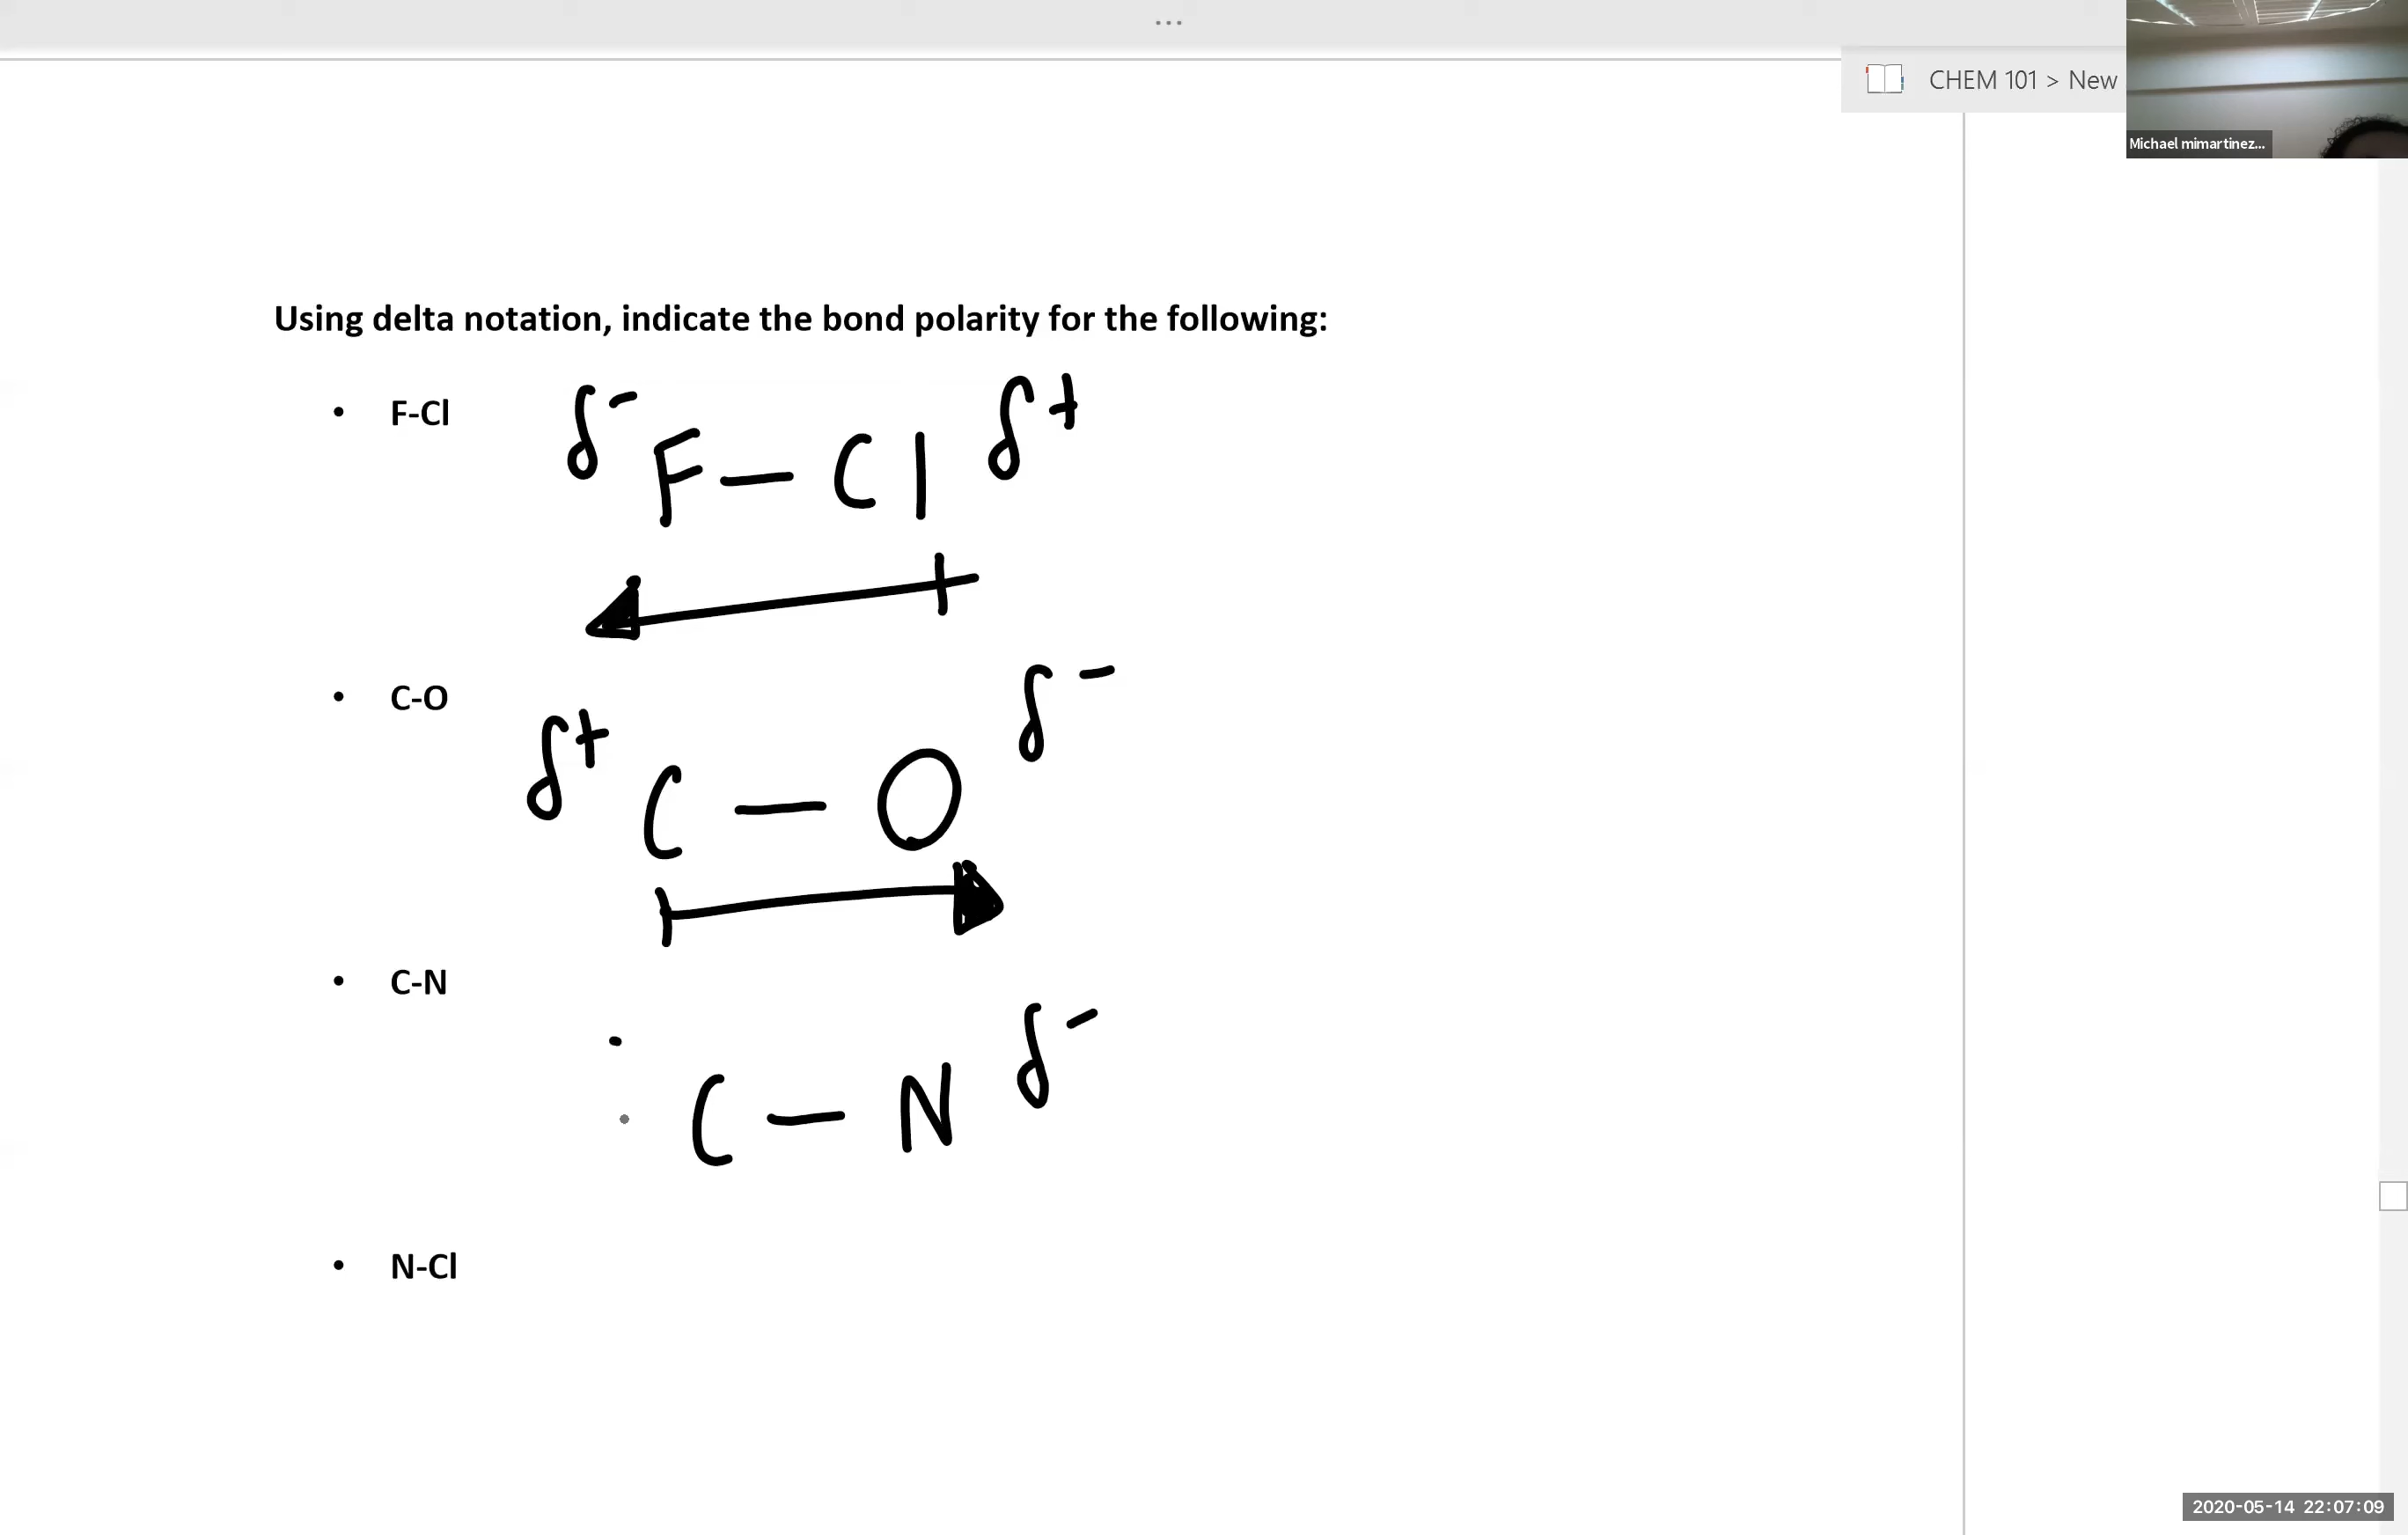 ...
CHEM 101 > New
Michael mimartinez...
Using delta notation, indicate the bond polarity for the following:
• F-Cl
δ- F — Cl δ+
• C-O
δ+ C — O δ-
• C-N
C — N δ-
• N-Cl
2020-05-14 22:07:09